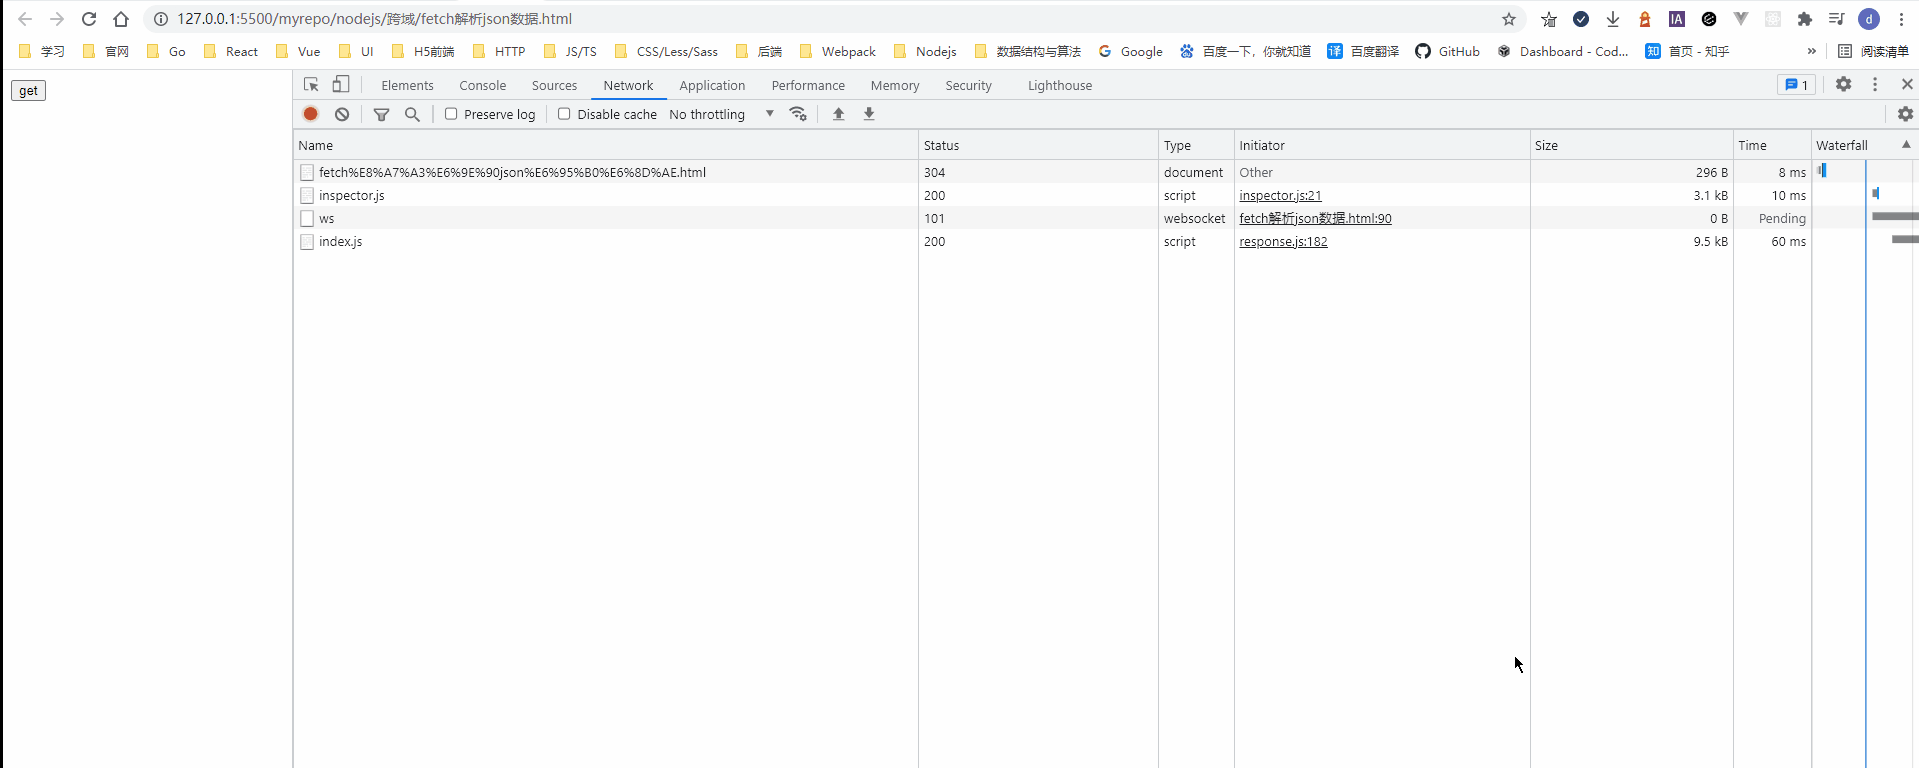 127.0.0.1:5500/myrepo/nodejs/跨域/fetch解析json数据.html
IA d
学习 官网 Go React Vue UI H5前端 HTTP JS/TS CSS/Less/Sass 后端 Webpack Nodejs 数据结构与算法 Google 百度一下，你就知道 译 百度翻译 GitHub Dashboard - Cod... 知 首页 - 知乎 » 阅读清单
get
Elements Console Sources Network Application Performance Memory Security Lighthouse 1
Preserve log Disable cache No throttling
Name Status Type Initiator Size Time Waterfall
fetch%E8%A7%A3%E6%9E%90json%E6%95%B0%E6%8D%AE.html 304 document Other 296 B 8 ms
inspector.js 200 script inspector.js:21 3.1 kB 10 ms
ws 101 websocket fetch解析json数据.html:90 0 B Pending
index.js 200 script response.js:182 9.5 kB 60 ms